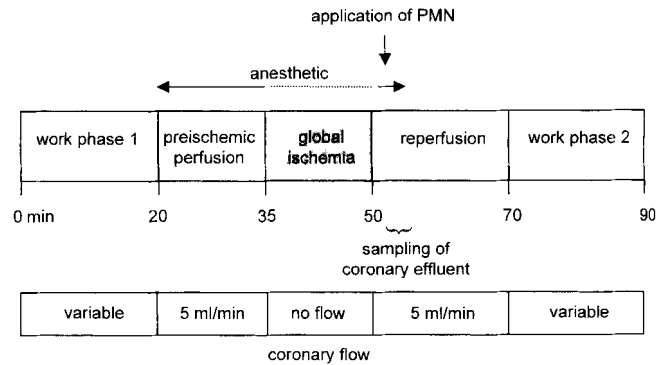 application of PMN
anesthetic
work phase 1
preischemic
perfusion
global
ischemia
reperfusion
work phase 2
0 min
20
35
50
70
90
sampling of
coronary effluent
variable
5 ml/min
no flow
5 ml/min
variable
coronary flow